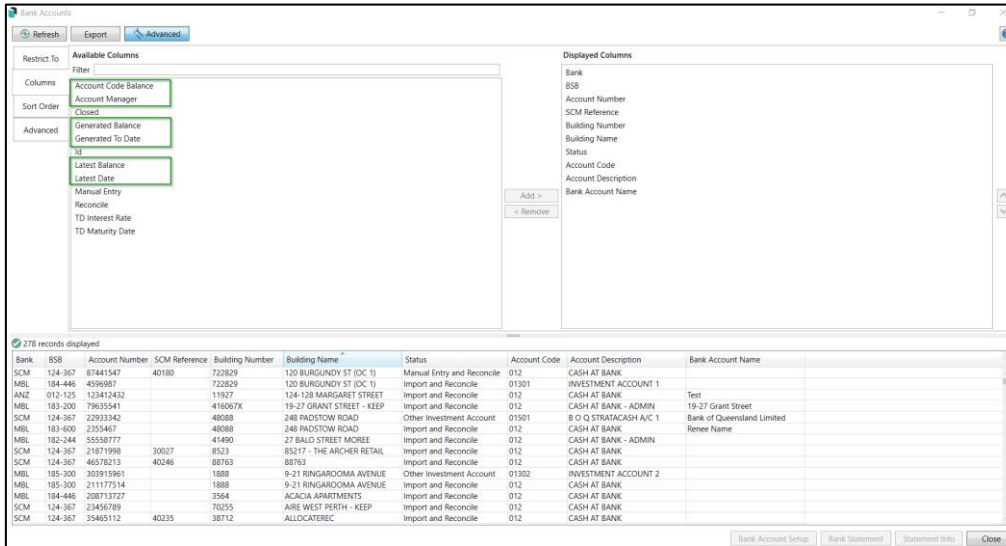 Bank Accounts
Refresh Export Advanced
Restrict To
Columns
Sort Order
Advanced
Available Columns
Filter
Account Code Balance
Account Manager
Closed
Generated Balance
Generated To Date
Id
Latest Balance
Latest Date
Manual Entry
Reconcile
TD Interest Rate
TD Maturity Date
Add >
< Remove
Displayed Columns
Bank
BSB
Account Number
SCM Reference
Building Number
Building Name
Status
Account Code
Account Description
Bank Account Name
278 records displayed
Bank BSB Account Number SCM Reference Building Number Building Name Status Account Code Account Description Bank Account Name
SCM 124-367 87441547 40180 722829 120 BURGUNDY ST (OC 1) Manual Entry and Reconcile 012 CASH AT BANK
MBL 184-446 4596987 722829 120 BURGUNDY ST (OC 1) Import and Reconcile 01301 INVESTMENT ACCOUNT 1
ANZ 012-125 123412432 11927 124-128 MARGARET STREET Import and Reconcile 012 CASH AT BANK Test
MBL 183-200 79635541 416067X 19-27 GRANT STREET - KEEP Import and Reconcile 012 CASH AT BANK - ADMIN 19-27 Grant Street
SCM 124-367 22933342 48088 248 PADSTOW ROAD Other Investment Account 01501 B O Q STRATACASH A/C 1 Bank of Queensland Limited
MBL 183-600 2355467 48088 248 PADSTOW ROAD Import and Reconcile 012 CASH AT BANK Renee Name
MBL 182-244 55558777 41490 27 BALO STREET MOREE Import and Reconcile 012 CASH AT BANK - ADMIN
SCM 124-367 21871998 30027 8523 85217 - THE ARCHER RETAIL Import and Reconcile 012 CASH AT BANK
SCM 124-367 46578213 40246 88763 88763 Import and Reconcile 012 CASH AT BANK
MBL 185-300 303915961 1888 9-21 RINGAROOMA AVENUE Other Investment Account 01302 INVESTMENT ACCOUNT 2
MBL 185-300 211177514 1888 9-21 RINGAROOMA AVENUE Import and Reconcile 012 CASH AT BANK
MBL 184-446 208713727 3564 ACACIA APARTMENTS Import and Reconcile 012 CASH AT BANK
SCM 124-367 23456789 70255 AIRE WEST PERTH - KEEP Import and Reconcile 012 CASH AT BANK
SCM 124-367 35465112 40235 38712 ALLOCATEREC Import and Reconcile 012 CASH AT BANK
Bank Account Setup Bank Statement Statement Info Close